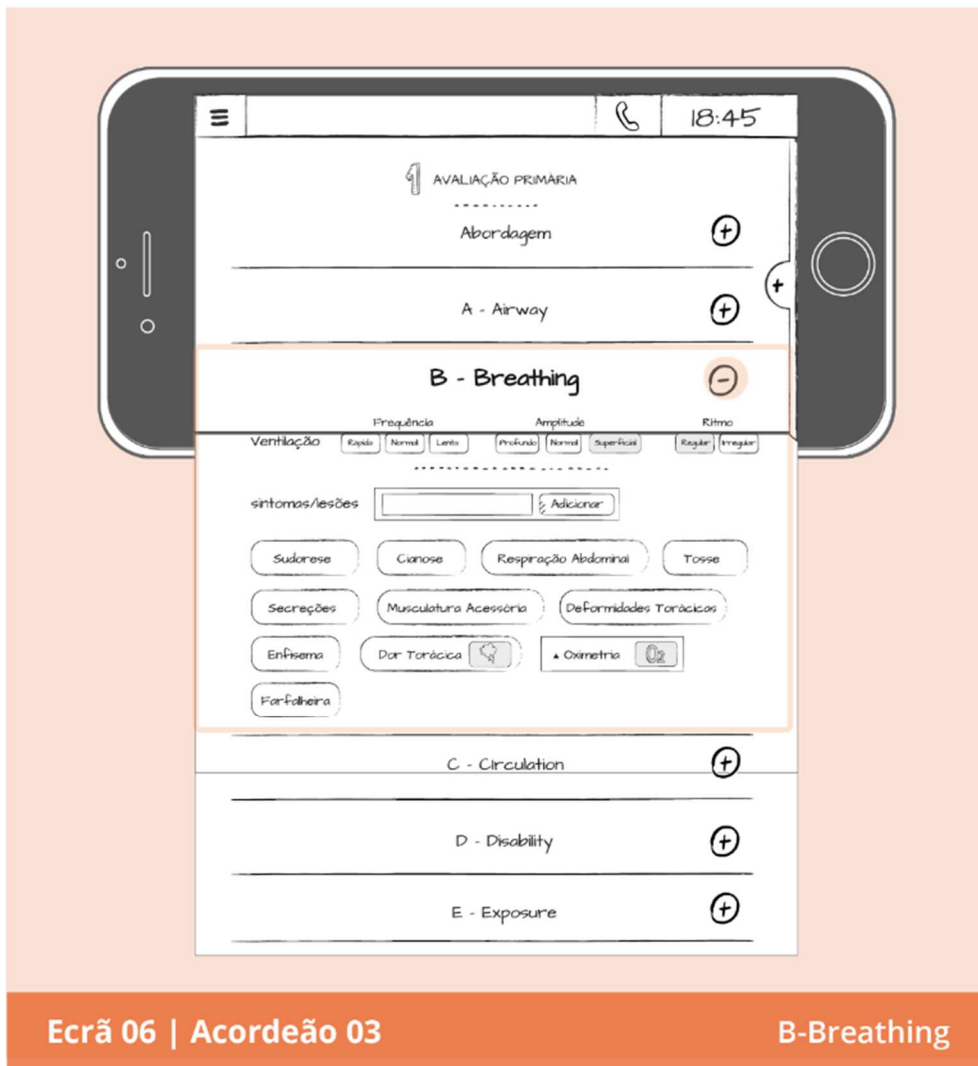 18:45
1 AVALIAÇÃO PRIMÁRIA
Abordagem
A - Airway
B - Breathing
Frequência Amplitude Ritmo
Ventilação Rápido Normal Lento Profundo Normal Superficial Regular Irregular
sintomas/lesões Adicionar
Sudorese Cianose Respiração Abdominal Tosse
Secreções Musculatura Acessória Deformidades Torácicas
Enfisema Dor Torácica Oximetria O2
Farfalheira
C - Circulation
D - Disability
E - Exposure
Ecrã 06 | Acordeão 03 B-Breathing